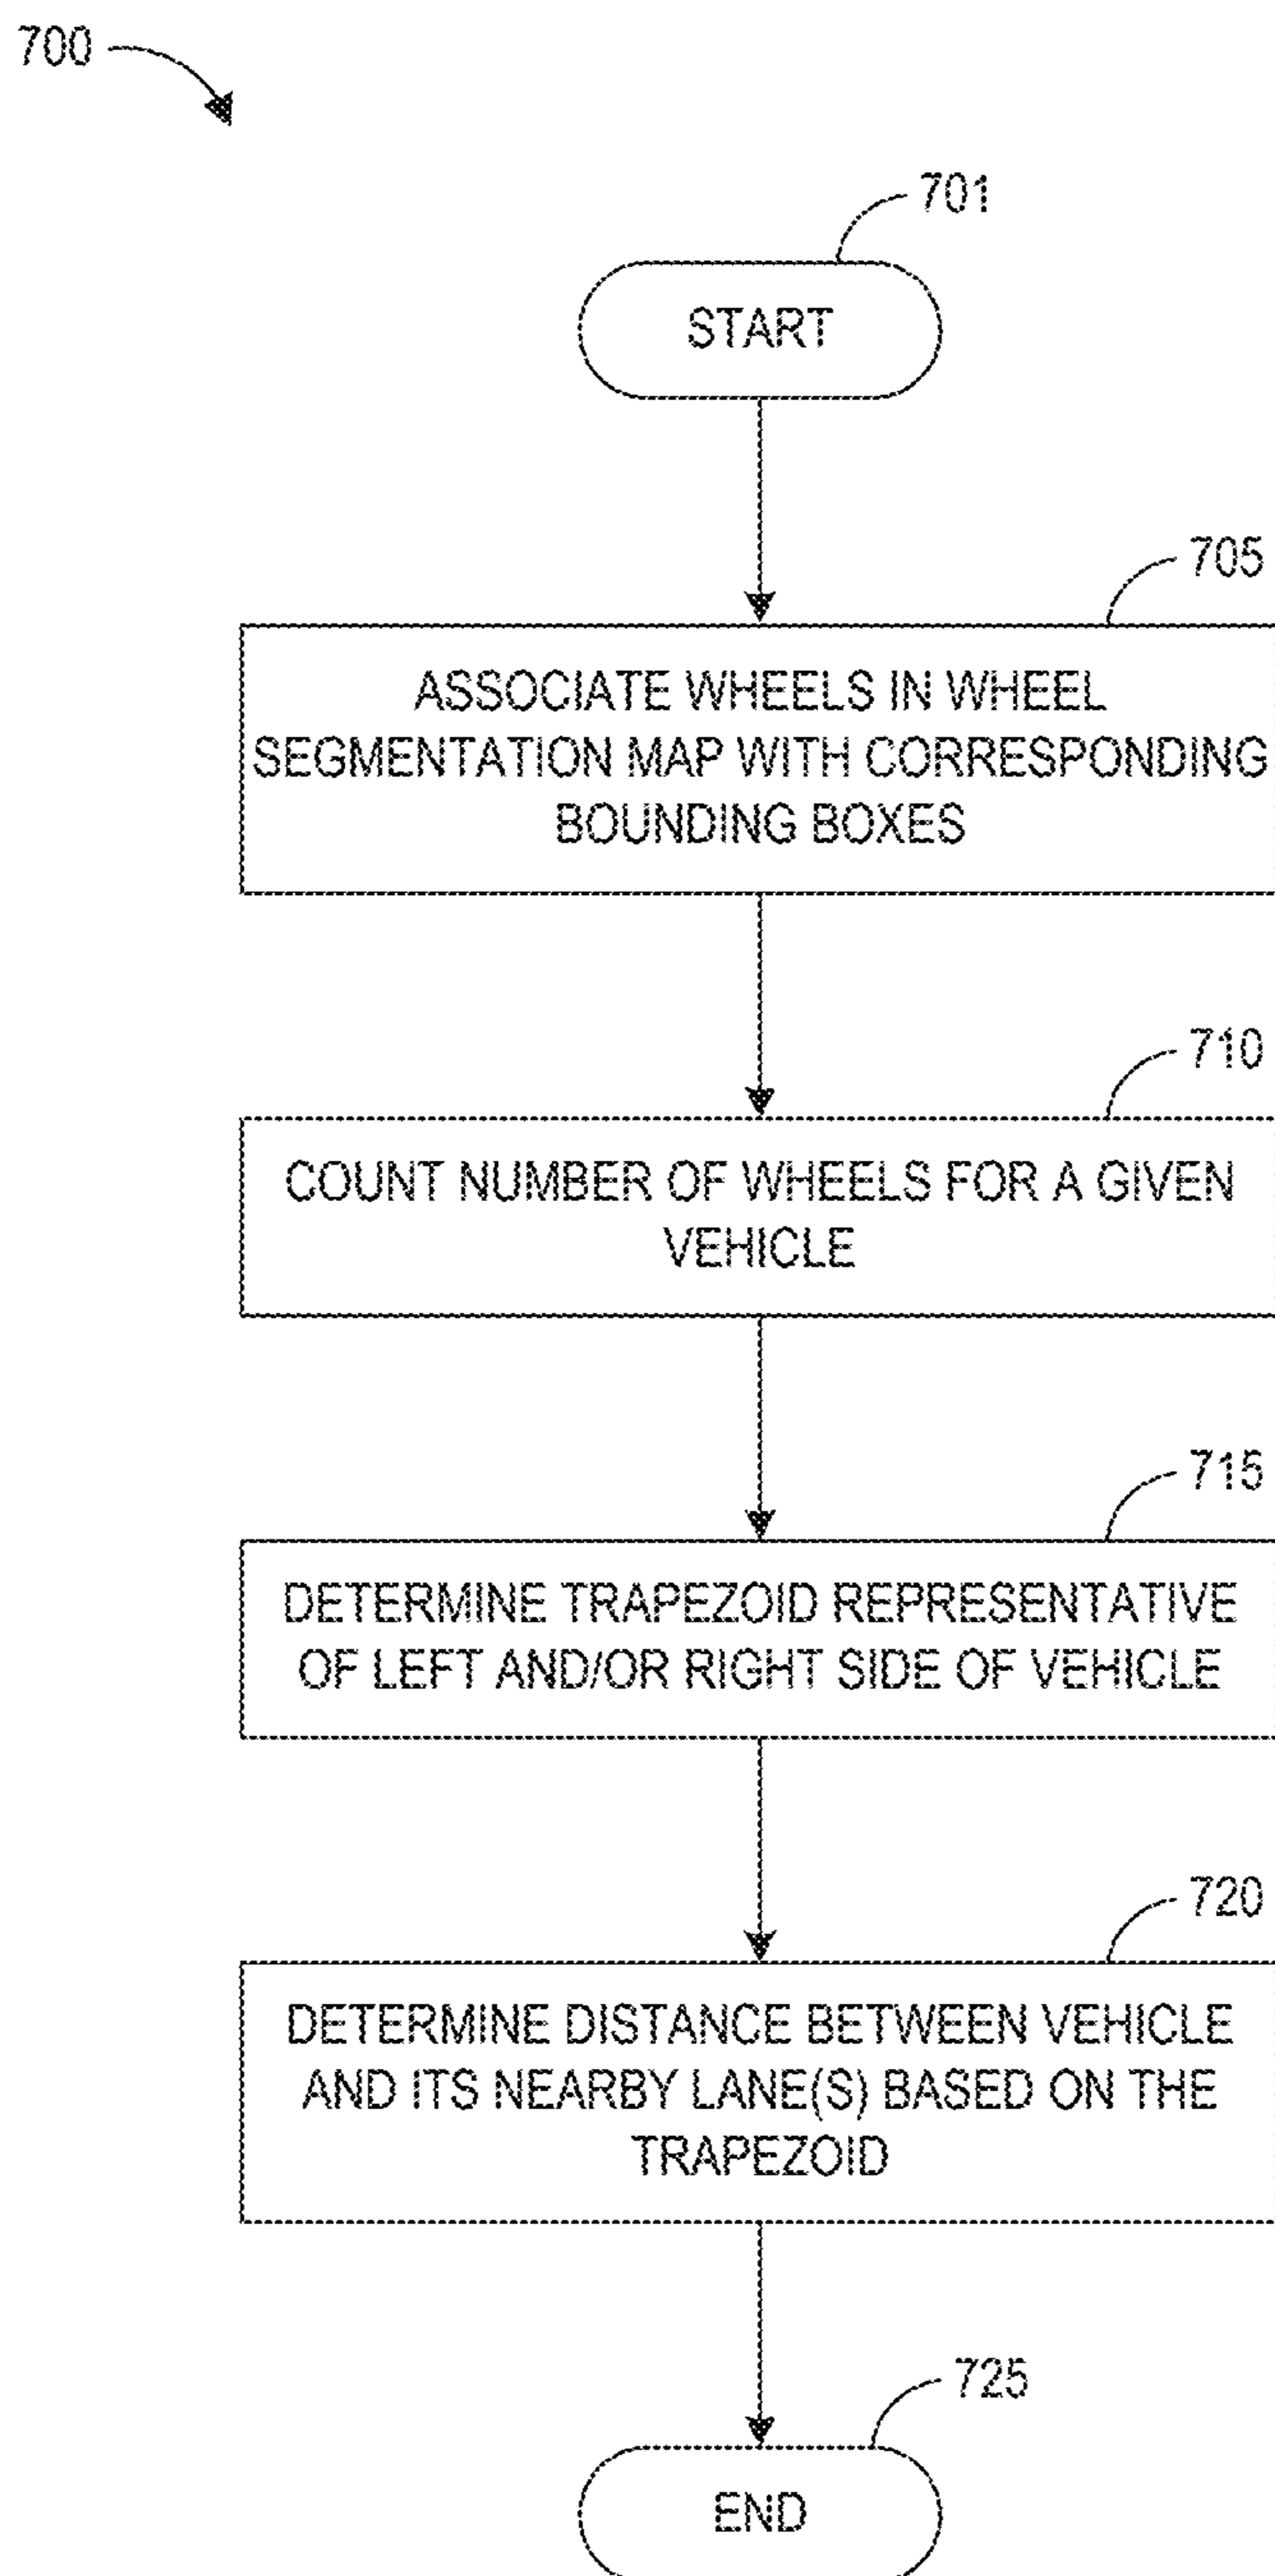 700
701
START
705
ASSOCIATE WHEELS IN WHEEL
SEGMENTATION MAP WITH CORRESPONDING
BOUNDING BOXES
710
COUNT NUMBER OF WHEELS FOR A GIVEN
VEHICLE
715
DETERMINE TRAPEZOID REPRESENTATIVE
OF LEFT AND/OR RIGHT SIDE OF VEHICLE
720
DETERMINE DISTANCE BETWEEN VEHICLE
AND ITS NEARBY LANE(S) BASED ON THE
TRAPEZOID
725
END